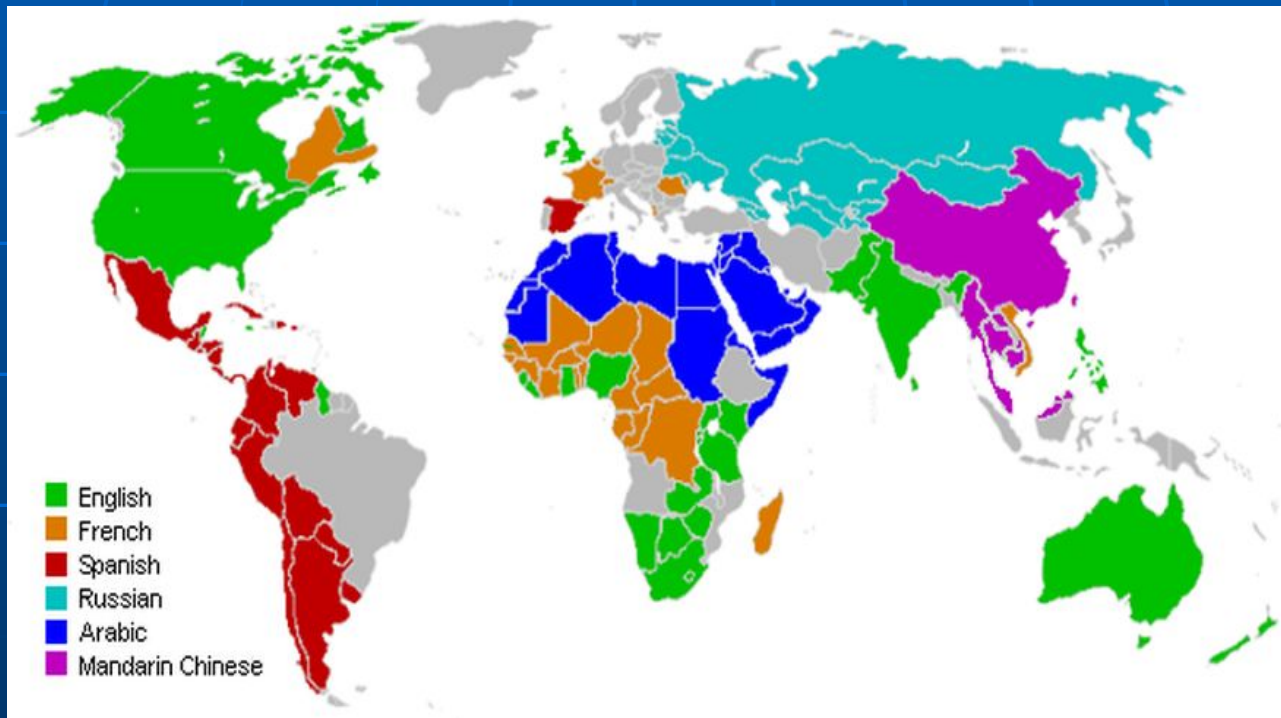 English
French
Spanish
Russian
Arabic
Mandarin Chinese